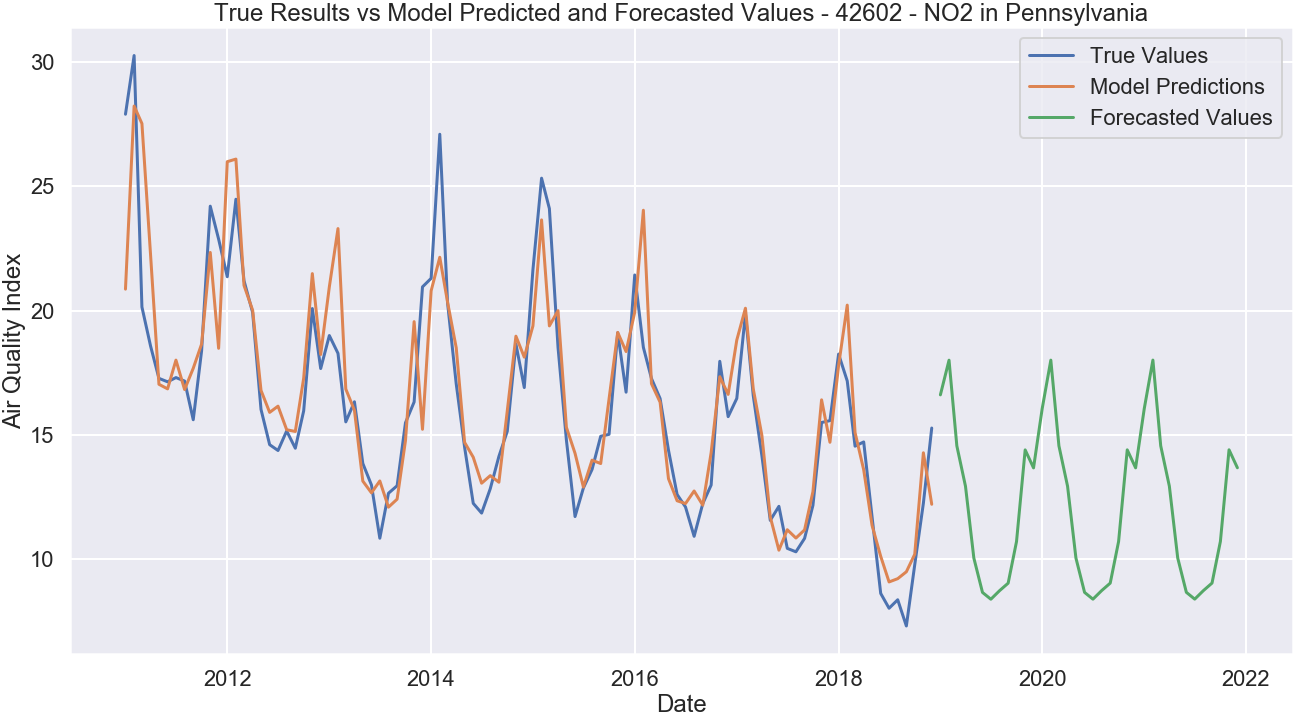 True Results vs Model Predicted and Forecasted Values - 42602 - NO2 in Pennsylvania
True Values
Model Predictions
Forecasted Values
Air Quality Index
30
25
20
15
10
2012 2014 2016 2018 2020 2022
Date